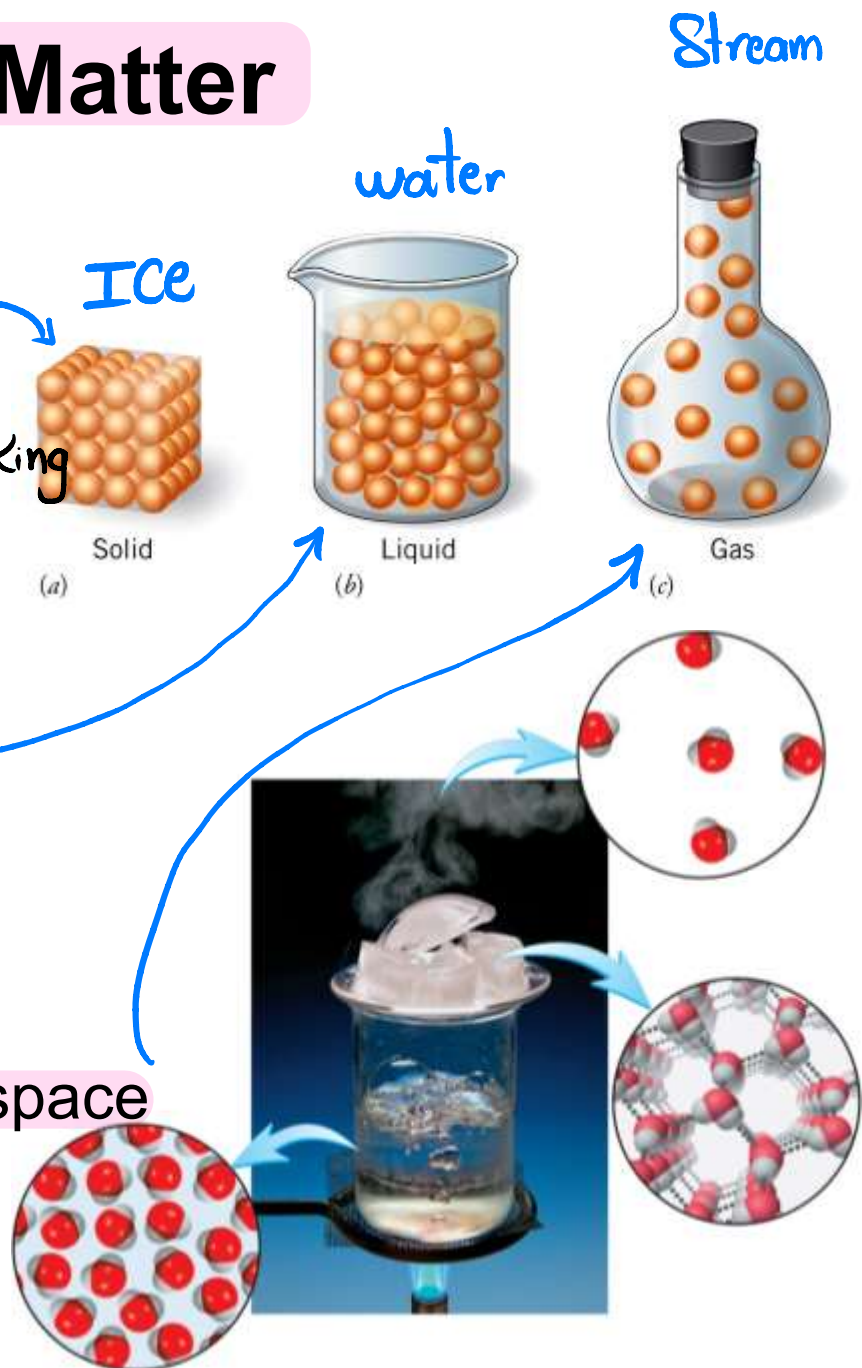 Stream
Matter
water
ICE
king
Solid
Liquid
Gas
(a)
(b)
(c)
space